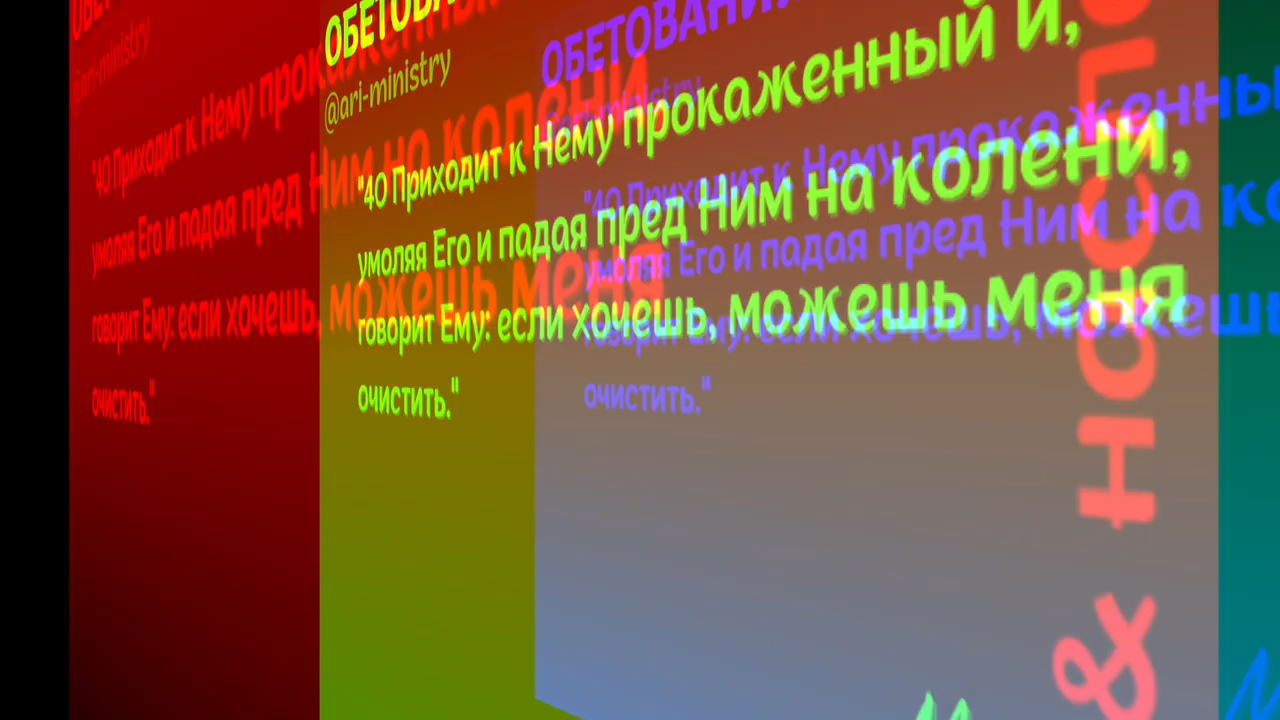 @ari-ministry
"40 Приходит к Нему прокаженный и,
умоляя Его и падая пред Ним на колени,
говорит Ему: если хочешь, можешь меня
очистить."
&